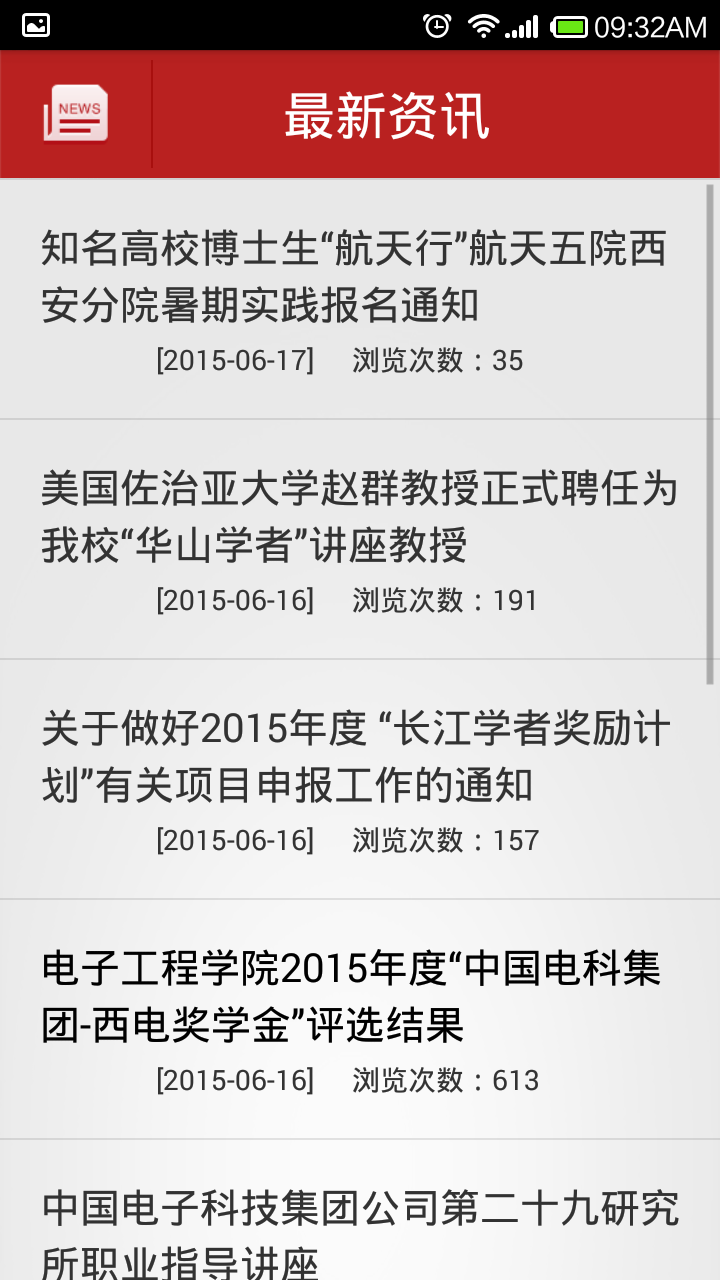 09:32AM
NEWS
最新资讯
知名高校博士生“航天行”航天五院西
安分院暑期实践报名通知
[2015-06-17] 浏览次数：35
美国佐治亚大学赵群教授正式聘任为
我校“华山学者”讲座教授
[2015-06-16] 浏览次数：191
关于做好2015年度 “长江学者奖励计
划”有关项目申报工作的通知
[2015-06-16] 浏览次数：157
电子工程学院2015年度“中国电科集
团-西电奖学金”评选结果
[2015-06-16] 浏览次数：613
中国电子科技集团公司第二十九研究
所职业指导讲座